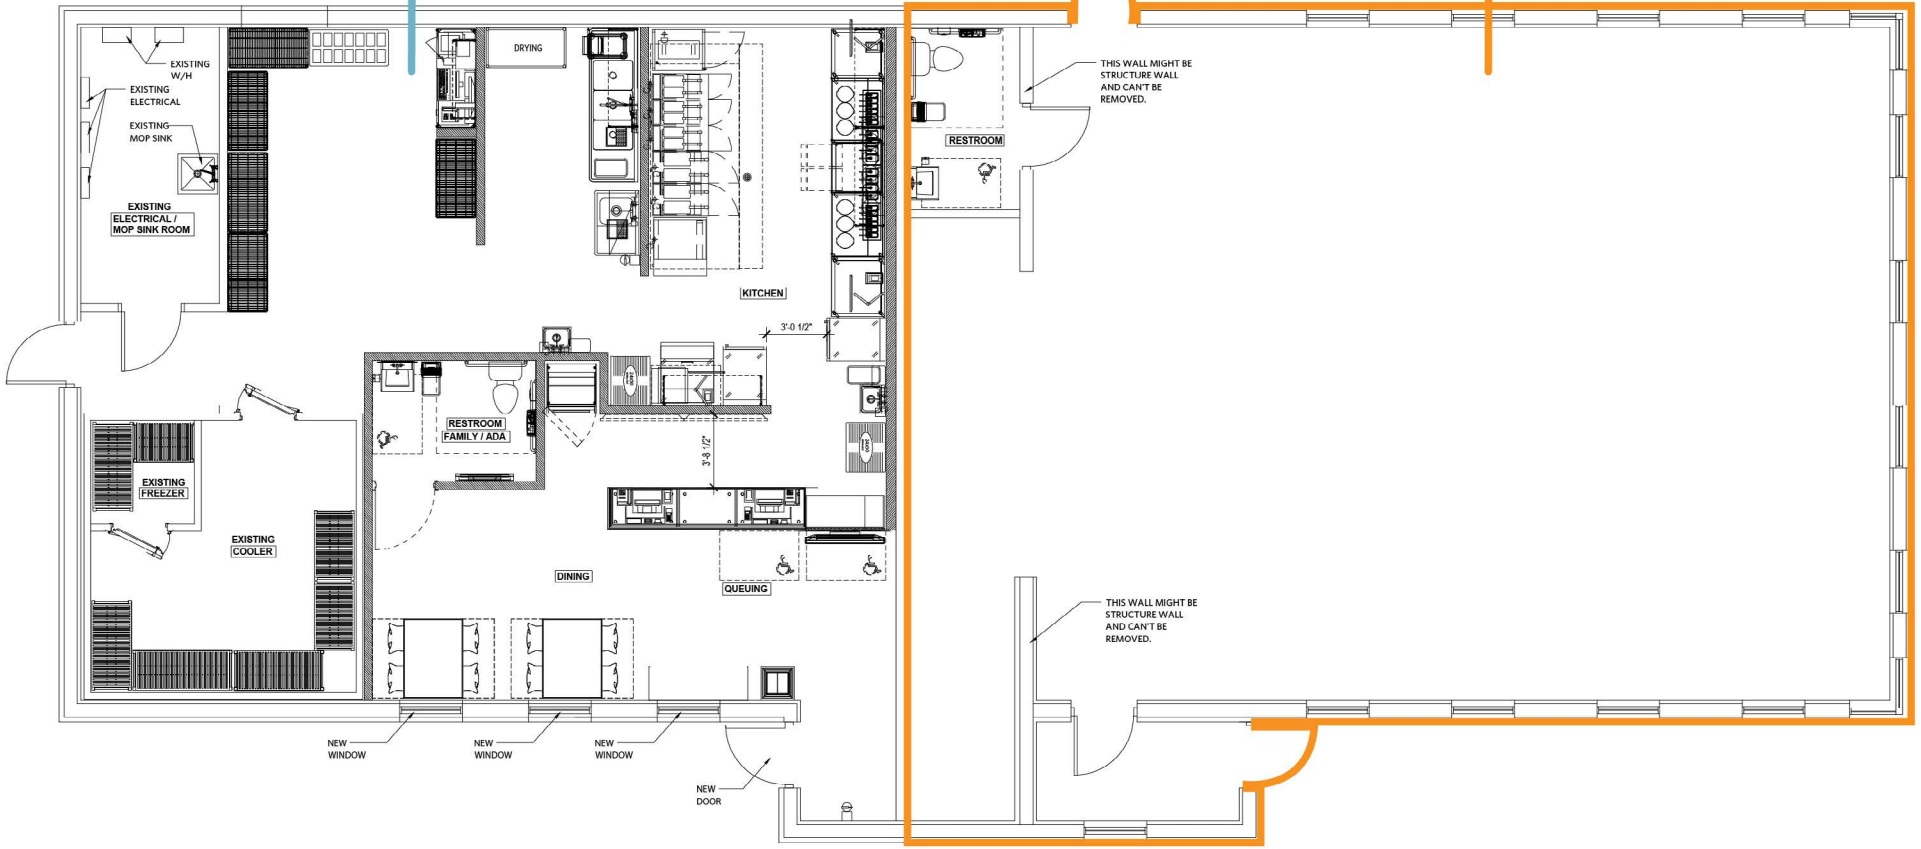 EXISTING
W/H
EXISTING
ELECTRICAL
EXISTING
MOP SINK
EXISTING
ELECTRICAL /
MOP SINK ROOM
DRYING
KITCHEN
3'-0 1/2"
RESTROOM
THIS WALL MIGHT BE
STRUCTURE WALL
AND CAN'T BE
REMOVED.
RESTROOM
FAMILY / ADA
3'-8 1/2"
2400
2400
EXISTING
FREEZER
EXISTING
COOLER
DINING
QUEUING
THIS WALL MIGHT BE
STRUCTURE WALL
AND CAN'T BE
REMOVED.
NEW
WINDOW
NEW
WINDOW
NEW
WINDOW
NEW
DOOR